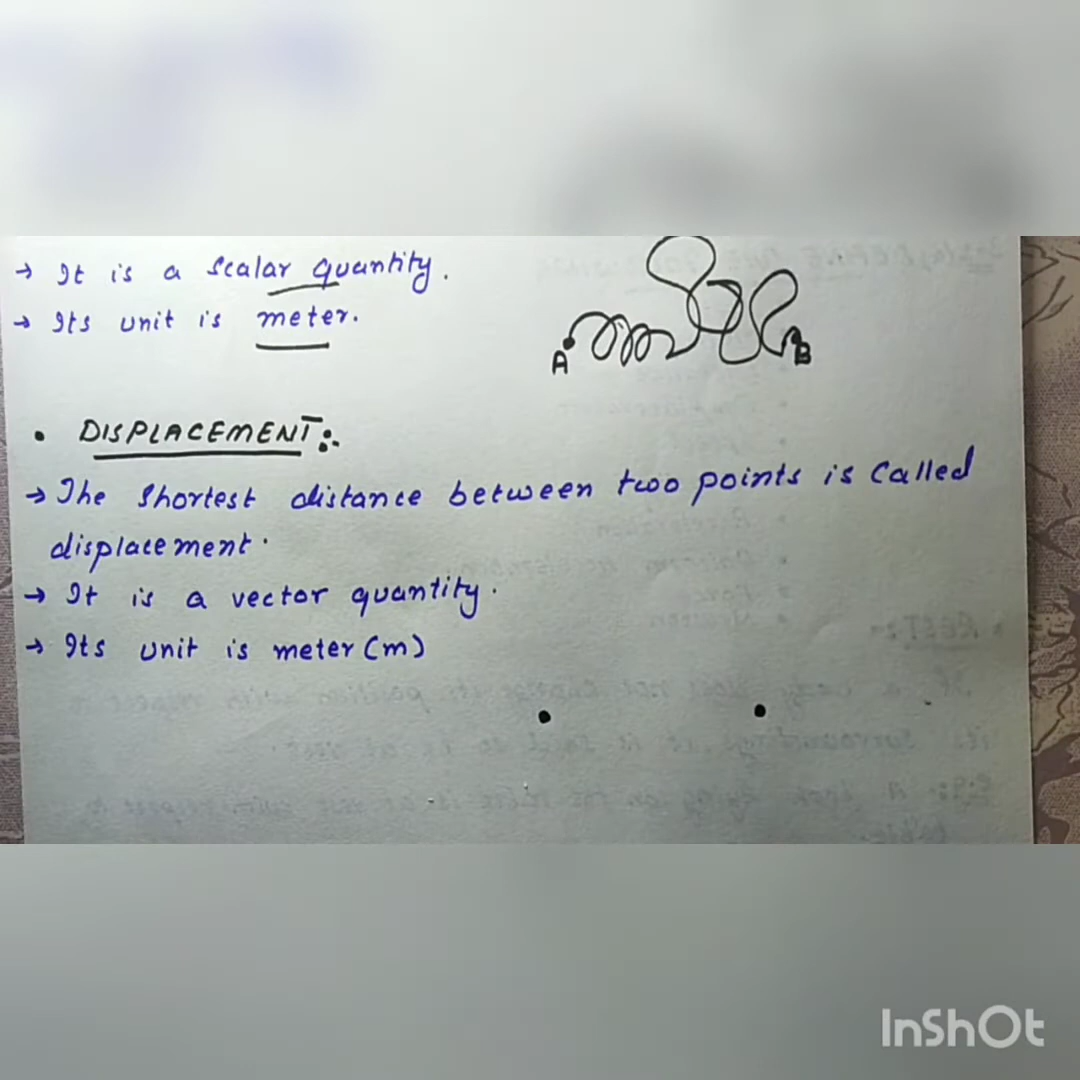 → It is a scalar quantity.
→ Its unit is meter.
A
B
• DISPLACEMENT:-
→ The shortest distance between two points is called
displacement.
→ It is a vector quantity.
→ Its unit is meter (m)
InShOt